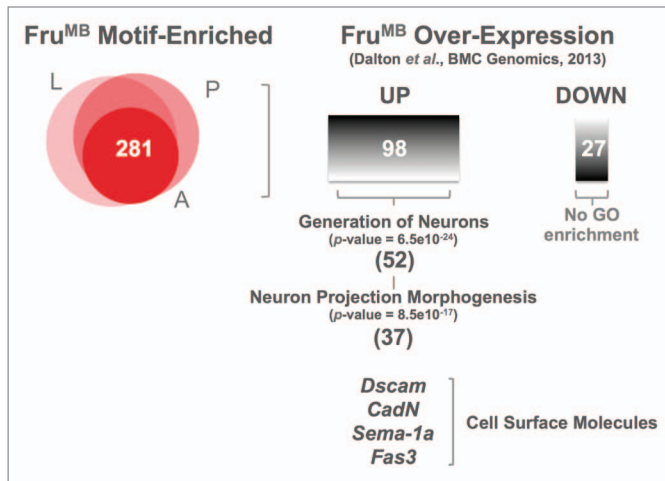 Fru^MB Motif-Enriched
L
P
281
A
Fru^MB Over-Expression
(Dalton et al., BMC Genomics, 2013)
UP
DOWN
98
27
Generation of Neurons
(p-value = 6.5e10^-24)
(52)
No GO
enrichment
Neuron Projection Morphogenesis
(p-value = 8.5e10^-17)
(37)
Dscam
CadN
Sema-1a
Fas3
Cell Surface Molecules